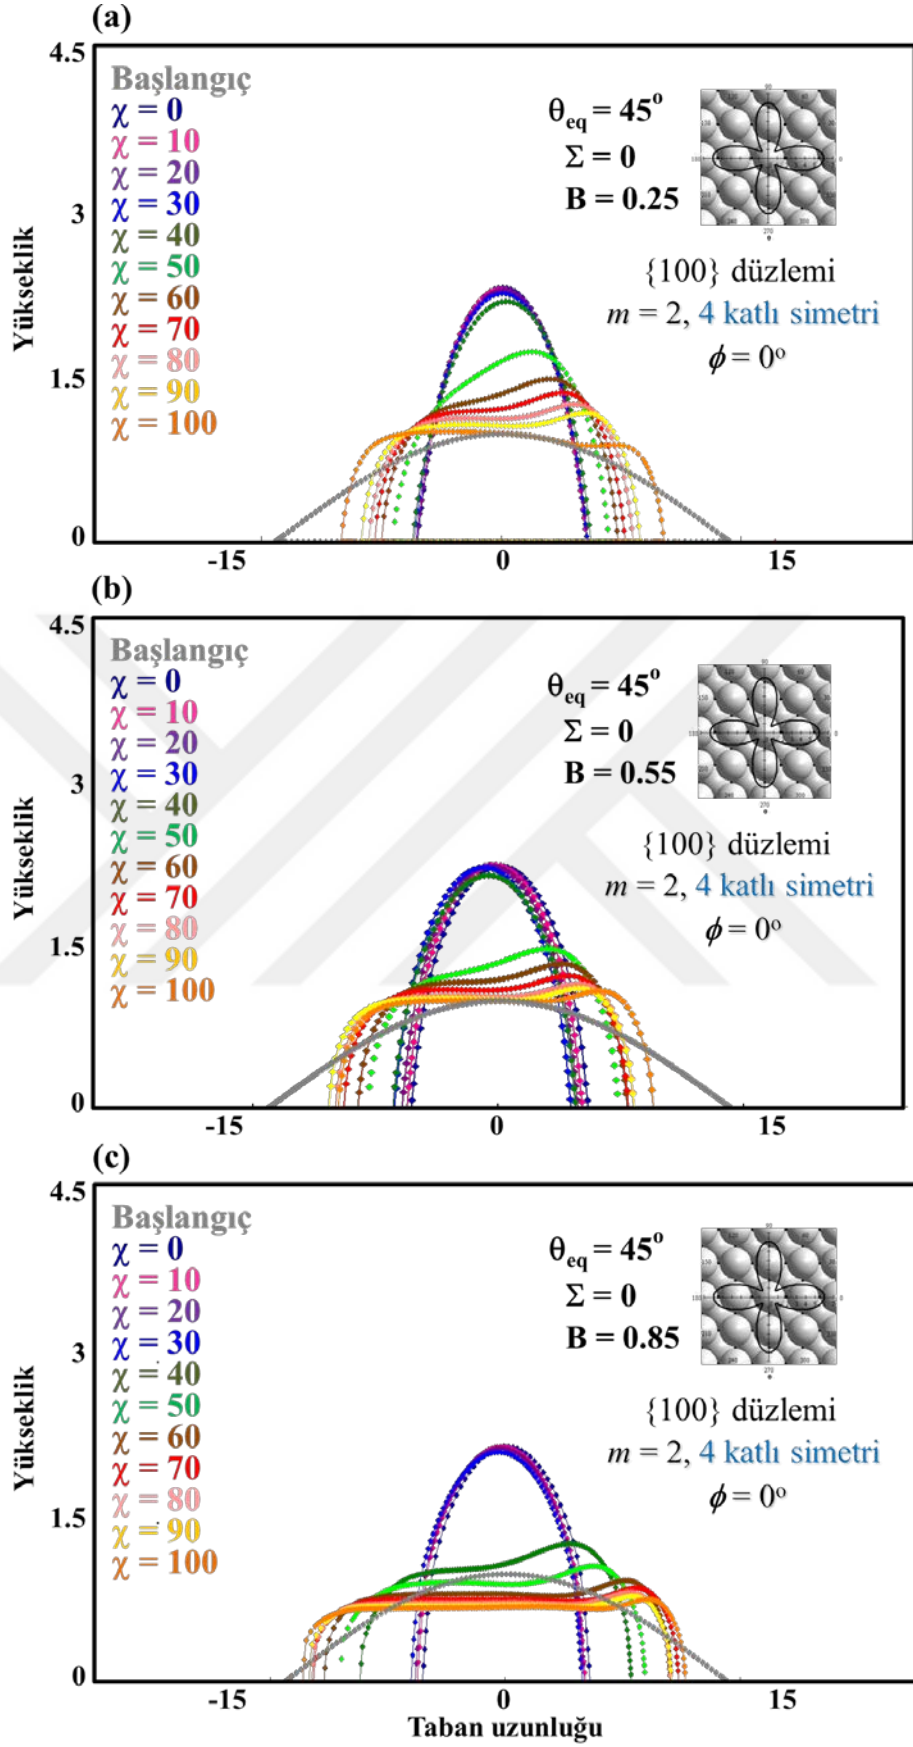 (a)
4.5
3
1.5
0
Yükseklik
Başlangıç
χ = 0
χ = 10
χ = 20
χ = 30
χ = 40
χ = 50
χ = 60
χ = 70
χ = 80
χ = 90
χ = 100
θeq = 45°
Σ = 0
B = 0.25
{100} düzlemi
m = 2, 4 katlı simetri
ϕ = 0°
-15 0 15
(b)
4.5
3
1.5
0
Yükseklik
Başlangıç
χ = 0
χ = 10
χ = 20
χ = 30
χ = 40
χ = 50
χ = 60
χ = 70
χ = 80
χ = 90
χ = 100
θeq = 45°
Σ = 0
B = 0.55
{100} düzlemi
m = 2, 4 katlı simetri
ϕ = 0°
-15 0 15
(c)
4.5
3
1.5
0
Yükseklik
Başlangıç
χ = 0
χ = 10
χ = 20
χ = 30
χ = 40
χ = 50
χ = 60
χ = 70
χ = 80
χ = 90
χ = 100
θeq = 45°
Σ = 0
B = 0.85
{100} düzlemi
m = 2, 4 katlı simetri
ϕ = 0°
-15 0 15
Taban uzunluğu